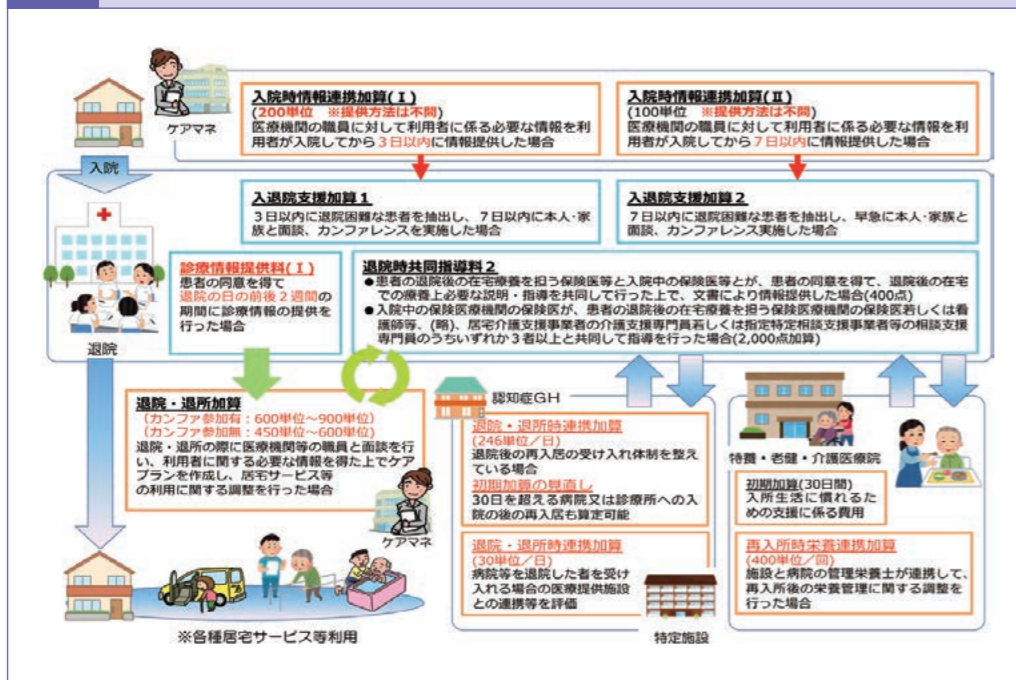 ケアマネ
入院時情報連携加算(Ⅰ)
(200単位 ※提供方法は不問)
医療機関の職員に対して利用者に係る必要な情報を利
用者が入院してから３日以内に情報提供した場合
入院時情報連携加算(Ⅱ)
(100単位 ※提供方法は不問)
医療機関の職員に対して利用者に係る必要な情報を利
用者が入院してから７日以内に情報提供した場合
入院
入退院支援加算１
３日以内に退院困難な患者を抽出し、７日以内に本人・家
族と面談、カンファレンスを実施した場合
入退院支援加算２
７日以内に退院困難な患者を抽出し、早急に本人・家族と
面談、カンファレンス実施した場合
診療情報提供料(Ⅰ)
患者の同意を得て
退院の日の前後２週間の
期間に診療情報の提供を
行った場合
退院時共同指導料２
●患者の退院後の在宅療養を担う保険医等と入院中の保険医等とが、患者の同意を得て、退院後の在宅
での療養上必要な説明・指導を共同して行った上で、文書により情報提供した場合(400点)
●入院中の保険医療機関の保険医が、患者の退院後の在宅療養を担う保険医療機関の保険医若しくは看
護師等、(略)、居宅介護支援事業者の介護支援専門員若しくは指定特定相談支援事業者等の相談支援
専門員のうちいずれか３者以上と共同して指導を行った場合(2,000点加算)
退院
退院・退所加算
（カンファ参加有：600単位～900単位）
（カンファ参加無：450単位～600単位）
退院・退所の際に医療機関等の職員と面談を行
い、利用者に関する必要な情報を得た上でケア
プランを作成し、居宅サービス等
の利用に関する調整を行った場合
ケアマネ
※各種居宅サービス等利用
認知症GH
退院・退所時連携加算
(246単位／日)
退院後の再入居の受け入れ体制を整え
ている場合
初期加算の見直し
30日を超える病院又は診療所への入
院の後の再入居も算定可能
退院・退所時連携加算
(30単位／日)
病院等を退院した者を受け
入れる場合の医療提供施設
との連携等を評価
特定施設
特養・老健・介護医療院
初期加算(30日間)
入所生活に慣れるた
めの支援に係る費用
再入所時栄養連携加算
(400単位／回)
施設と病院の管理栄養士が連携して、
再入所後の栄養管理に関する調整を
行った場合